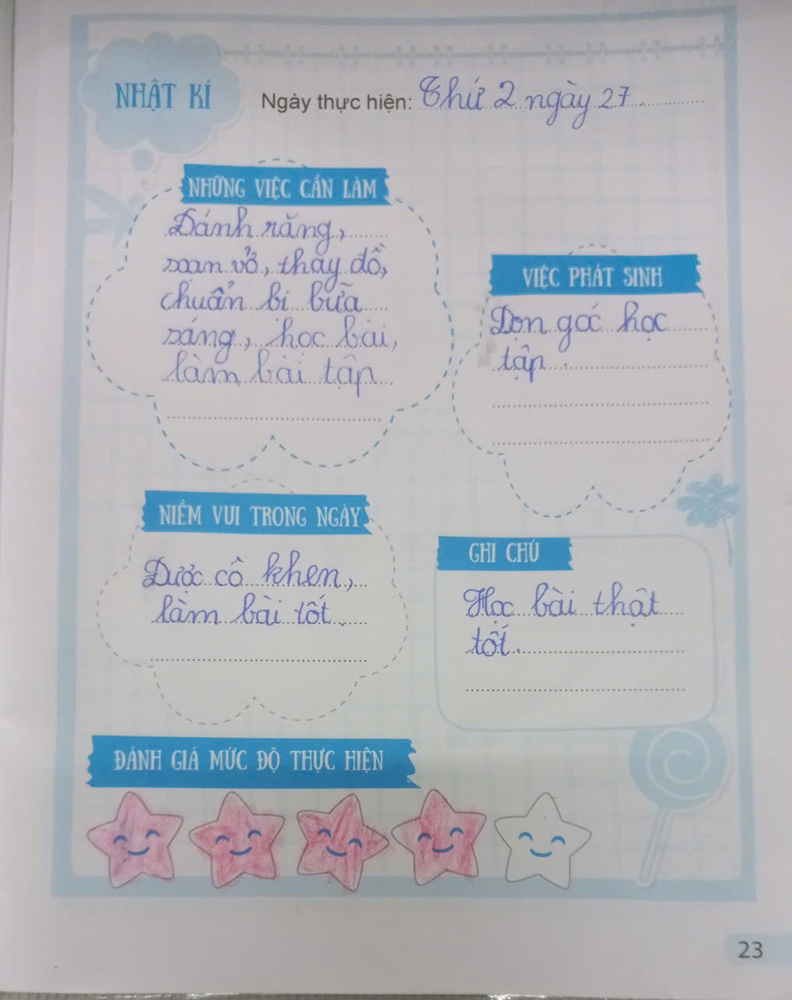 NHẬT KÍ
Ngày thực hiện: Thứ 2 ngày 27.
NHỮNG VIỆC CẦN LÀM
Đánh răng,
soạn vở, thay đồ,
chuẩn bi bữa
sáng, học bài,
làm bài tập
VIỆC PHÁT SINH
Dọn goć học
tập.
NIỀM VUI TRONG NGÀY
Được cô khen,
làm bài tốt.
GHI CHÚ
Học bài thật
tốt.
ĐÁNH GIÁ MỨC ĐỘ THỰC HIỆN
23